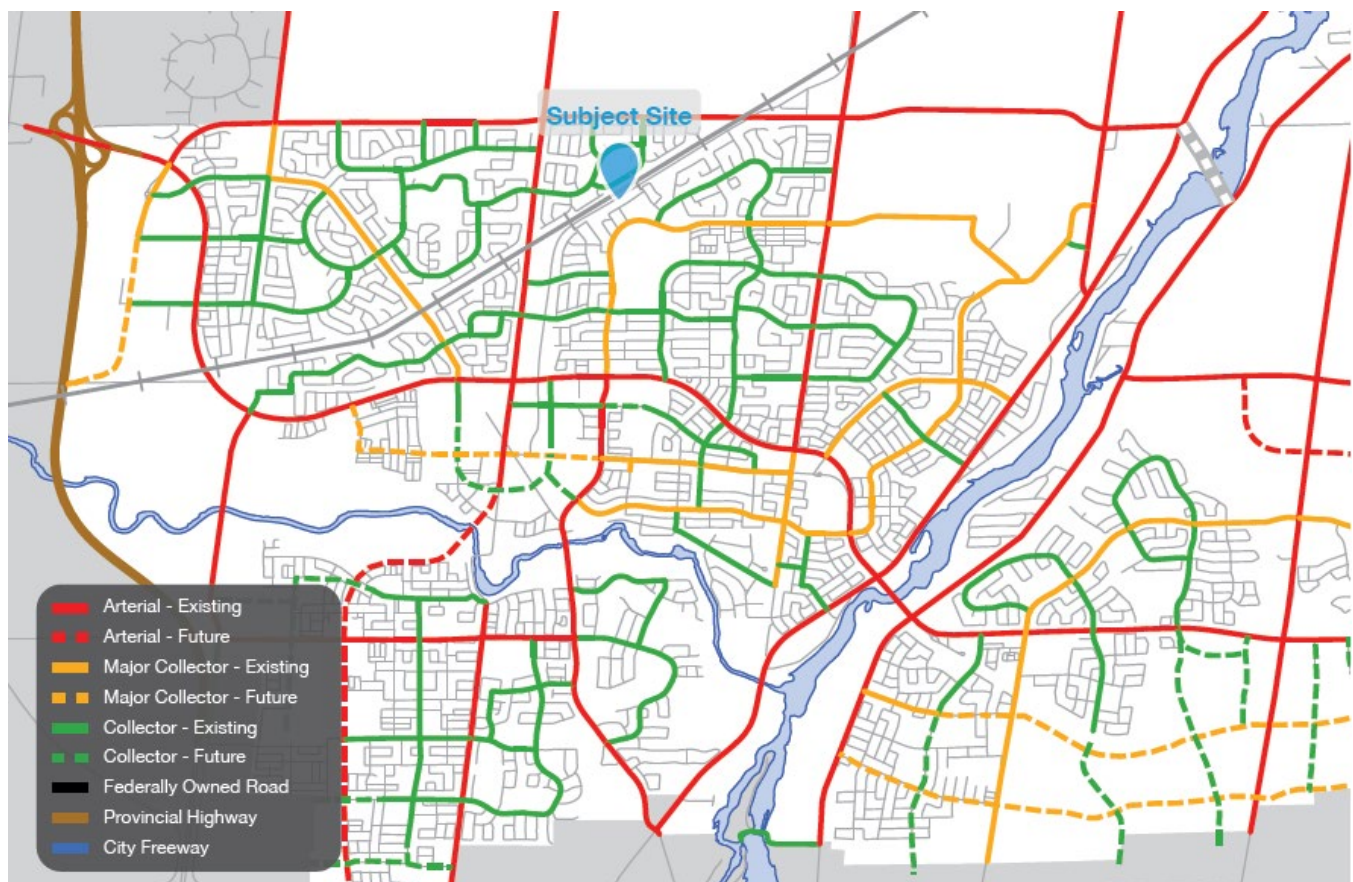 Subject Site
Arterial - Existing
Arterial - Future
Major Collector - Existing
Major Collector - Future
Collector - Existing
Collector - Future
Federally Owned Road
Provincial Highway
City Freeway